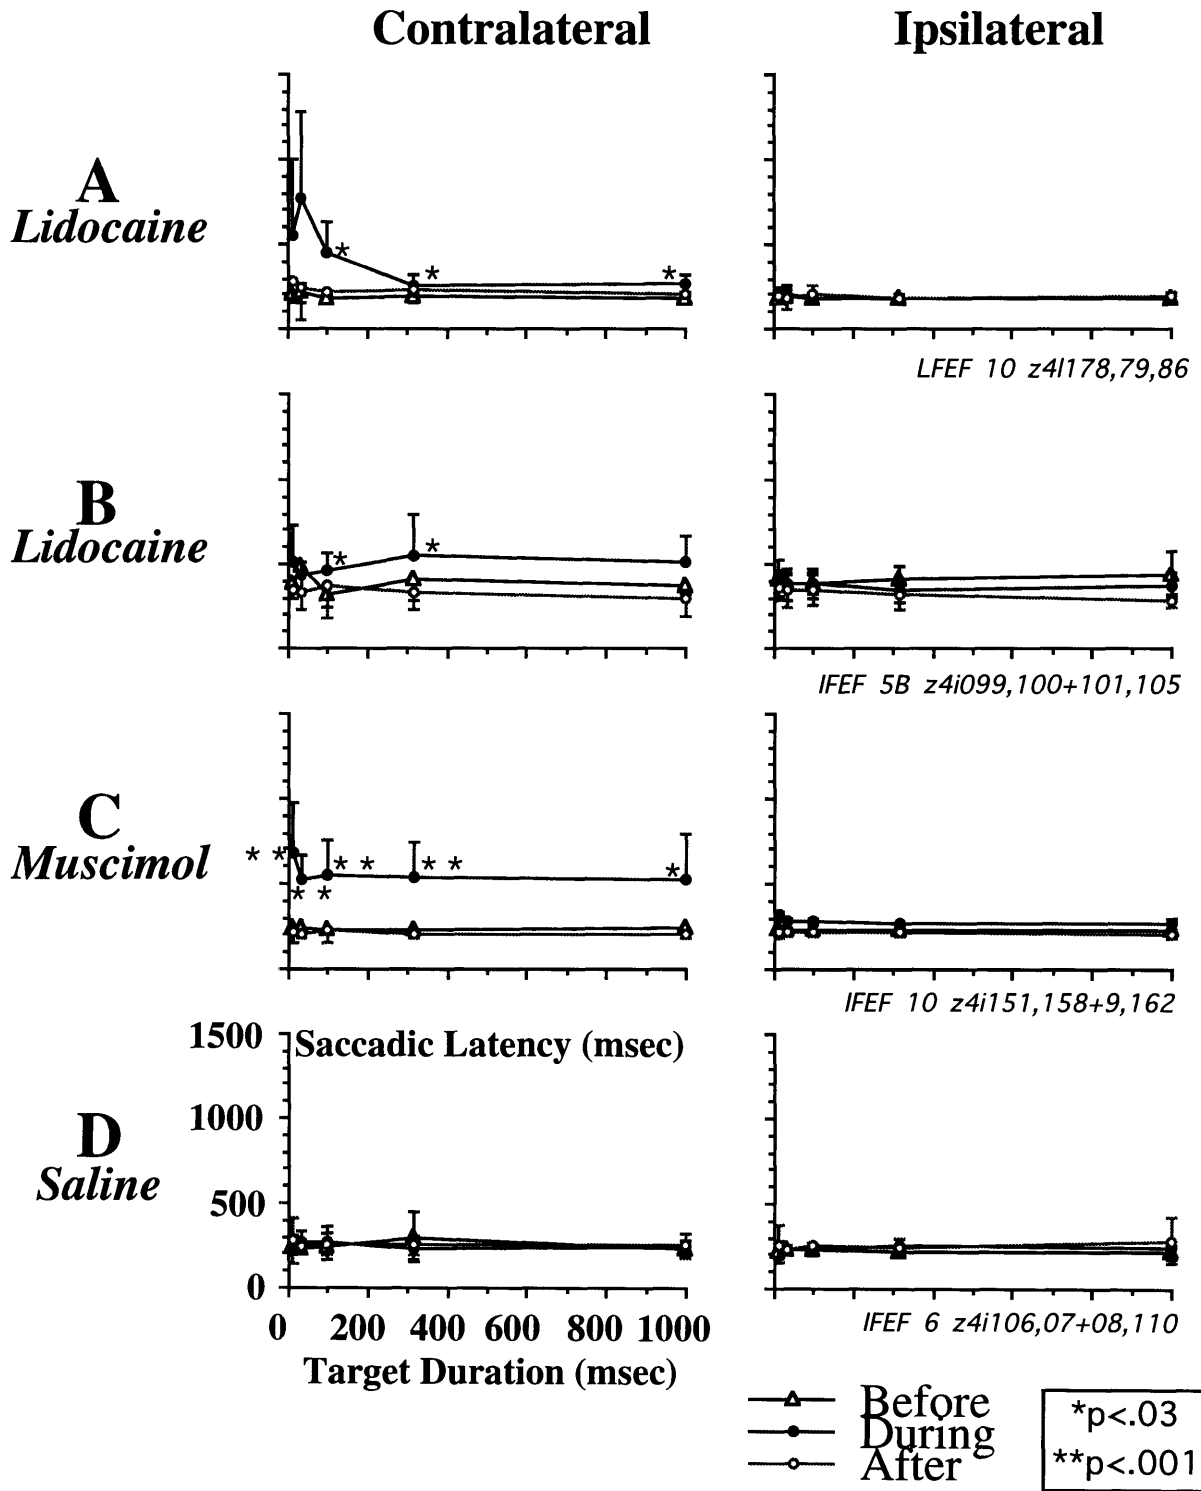 Contralateral Ipsilateral
A
Lidocaine
* * *
LFEF 10 z4l178,79,86
B
Lidocaine
* *
IFEF 5B z4i099,100+101,105
C
Muscimol
** ** ** ** *
IFEF 10 z4i151,158+9,162
D
Saline
1500 Saccadic Latency (msec)
1000
500
0
0 200 400 600 800 1000
Target Duration (msec)
IFEF 6 z4i106,07+08,110
Before
During
After
*p<.03
**p<.001